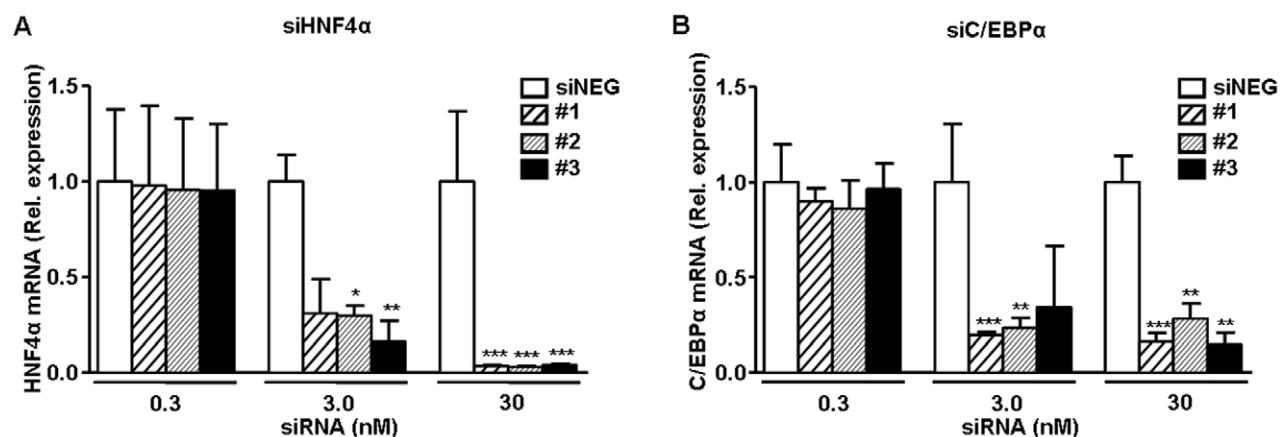 A
siHNF4α
HNF4α mRNA (Rel. expression)
1.5
1.0
0.5
0.0
siNEG
#1
#2
#3
*
**
*** *** ***
0.3
3.0
30
siRNA (nM)
B
siC/EBPα
C/EBPα mRNA (Rel. expression)
1.5
1.0
0.5
0.0
siNEG
#1
#2
#3
***
**
***
**
**
0.3
3.0
30
siRNA (nM)